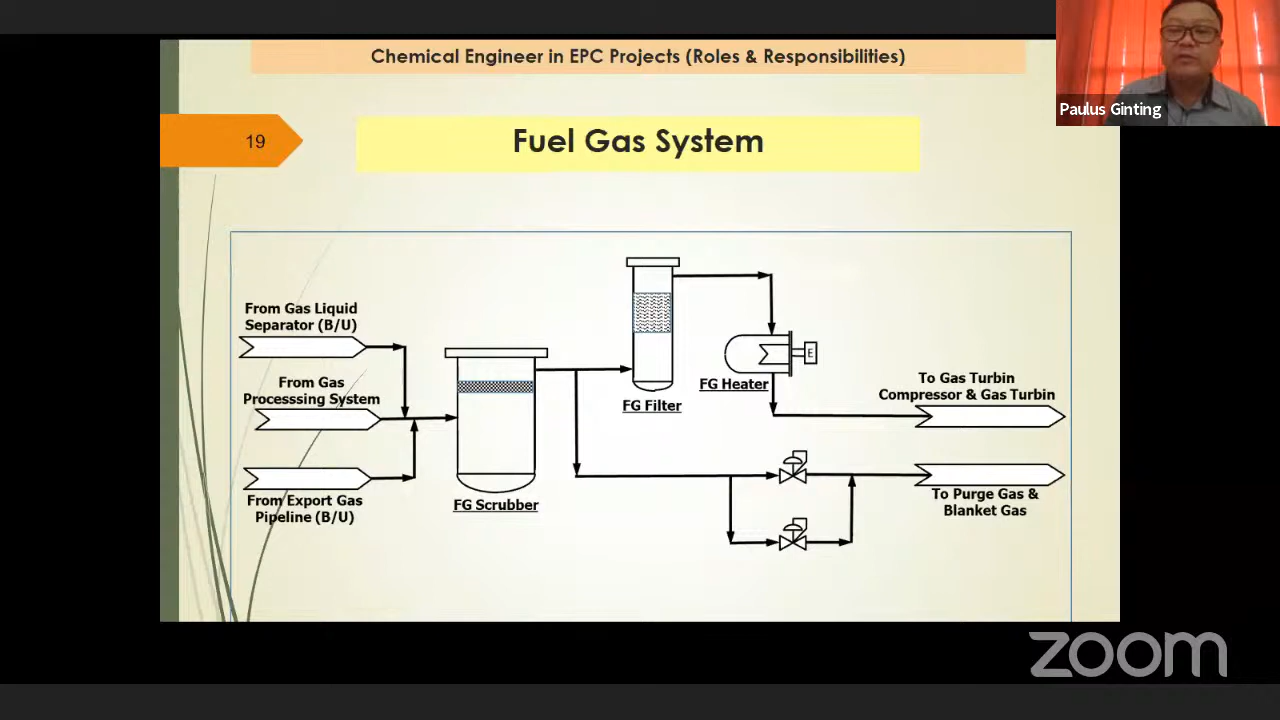 Chemical Engineer in EPC Projects (Roles & Responsibilities)
Paulus Ginting
19
Fuel Gas System
From Gas Liquid
Separator (B/U)
From Gas
Processsing System
From Export Gas
Pipeline (B/U)
FG Scrubber
FG Filter
E
FG Heater
To Gas Turbin
Compressor & Gas Turbin
To Purge Gas &
Blanket Gas
zoom